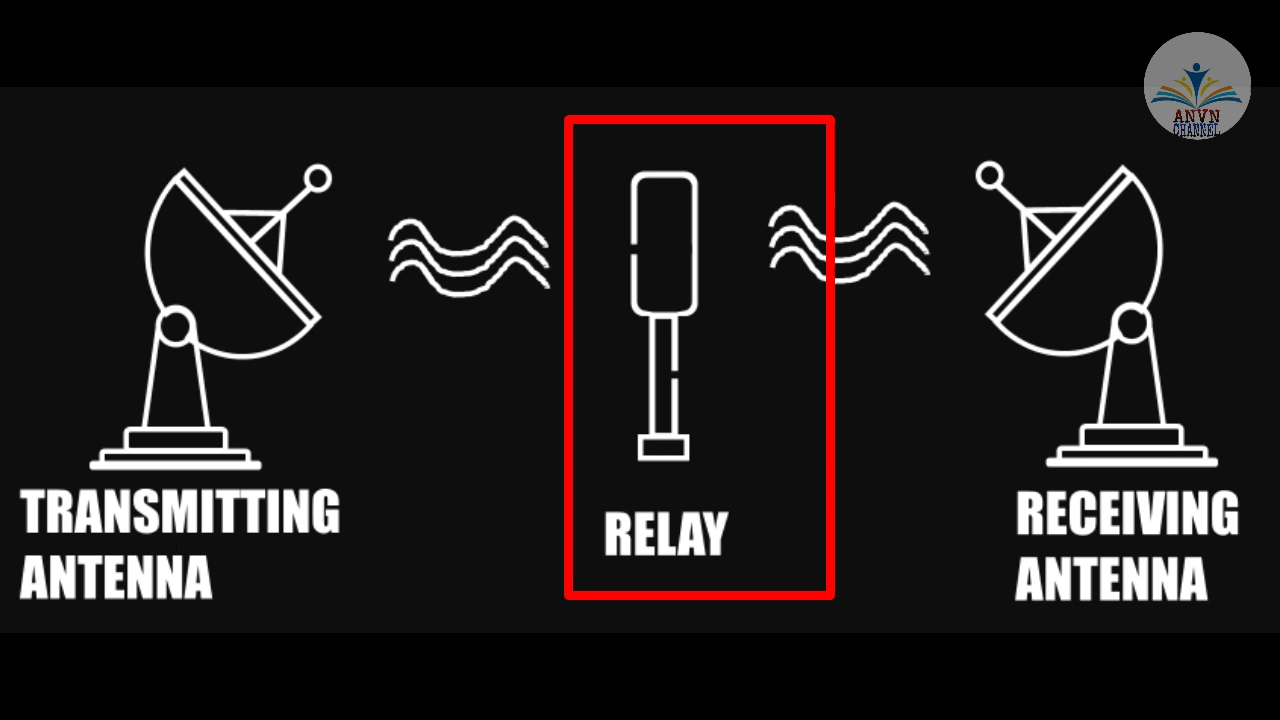 ANVN
CHANNEL
TRANSMITTING
ANTENNA
RELAY
RECEIVING
ANTENNA